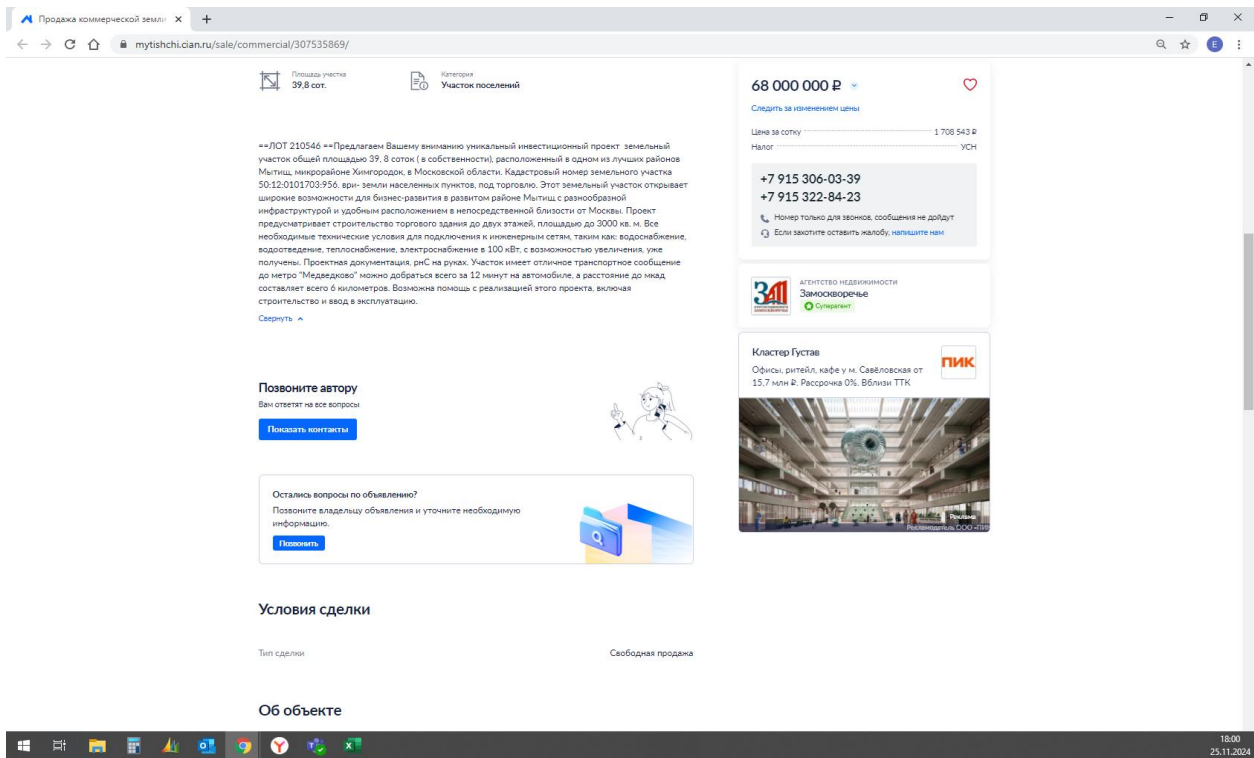 Продажа коммерческой земли
mytishchi.cian.ru/sale/commercial/307535869/
E
Площадь участка
39,8 сот.
Категория
Участок поселений
==ЛОТ 210546 ==Предлагаем Вашему вниманию уникальный инвестиционный проект земельный
участок общей площадью 39, 8 соток ( в собственности), расположенный в одном из лучших районов
Мытищ, микрорайоне Химгородок, в Московской области. Кадастровый номер земельного участка
50:12:0101703:956. ври- земли населенных пунктов, под торговлю. Этот земельный участок открывает
широкие возможности для бизнес-развития в развитом районе Мытищ с разнообразной
инфраструктурой и удобным расположением в непосредственной близости от Москвы. Проект
предусматривает строительство торгового здания до двух этажей, площадью до 3000 кв. м. Все
необходимые технические условия для подключения к инженерным сетям, таким как: водоснабжение,
водоотведение, теплоснабжение, электроснабжение в 100 кВт, с возможностью увеличения, уже
получены. Проектная документация, рнС на руках. Участок имеет отличное транспортное сообщение
до метро "Медведково" можно добраться всего за 12 минут на автомобиле, а расстояние до мкад
составляет всего 6 километров. Возможна помощь с реализацией этого проекта, включая
строительство и ввод в эксплуатацию.
Свернуть
Позвоните автору
Вам ответят на все вопросы
Показать контакты
Остались вопросы по объявлению?
Позвоните владельцу объявления и уточните необходимую
информацию.
Позвонить
Условия сделки
Тип сделки Свободная продажа
Об объекте
68 000 000 ₽
Следить за изменением цены
Цена за сотку 1 708 543 ₽
Налог УСН
+7 915 306-03-39
+7 915 322-84-23
Номер только для звонков, сообщения не дойдут
Если захотите оставить жалобу, напишите нам
ЗАП
АГЕНТСТВО НЕДВИЖИМОСТИ
Замоскворечье
Суперагент
Кластер Густав
Офисы, ритейл, кафе у м. Савёловская от
15,7 млн ₽. Рассрочка 0%. Вблизи ТТК
ПИК
Реклама
Рекламодатель ООО «ПИ
18:00
25.11.2024